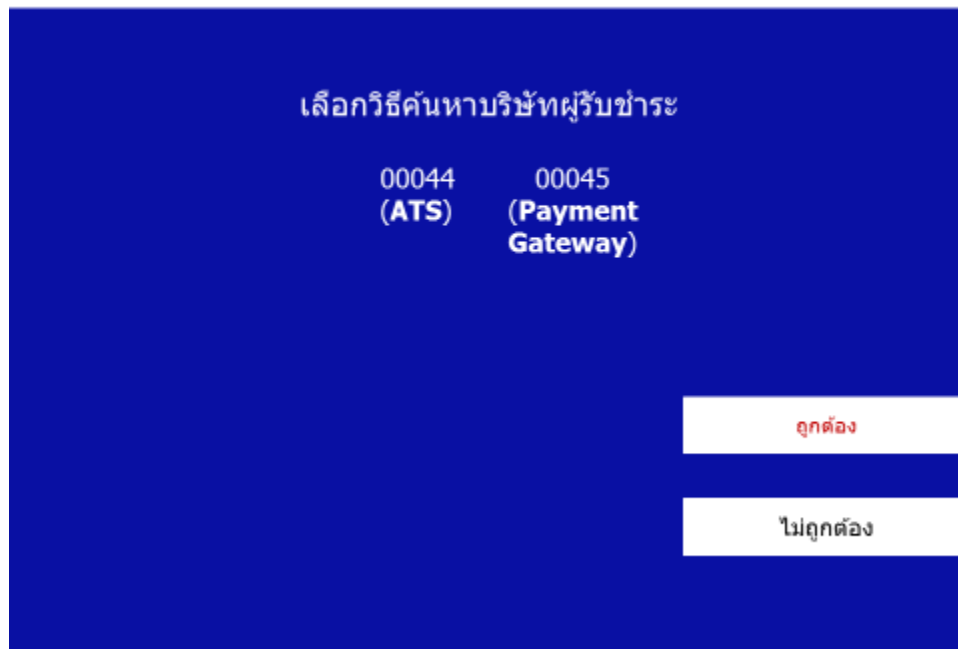 เลือกวิธีค้นหาบริษัทผู้รับชำระ
00044 00045
(ATS) (Payment
Gateway)
ถูกต้อง
ไม่ถูกต้อง